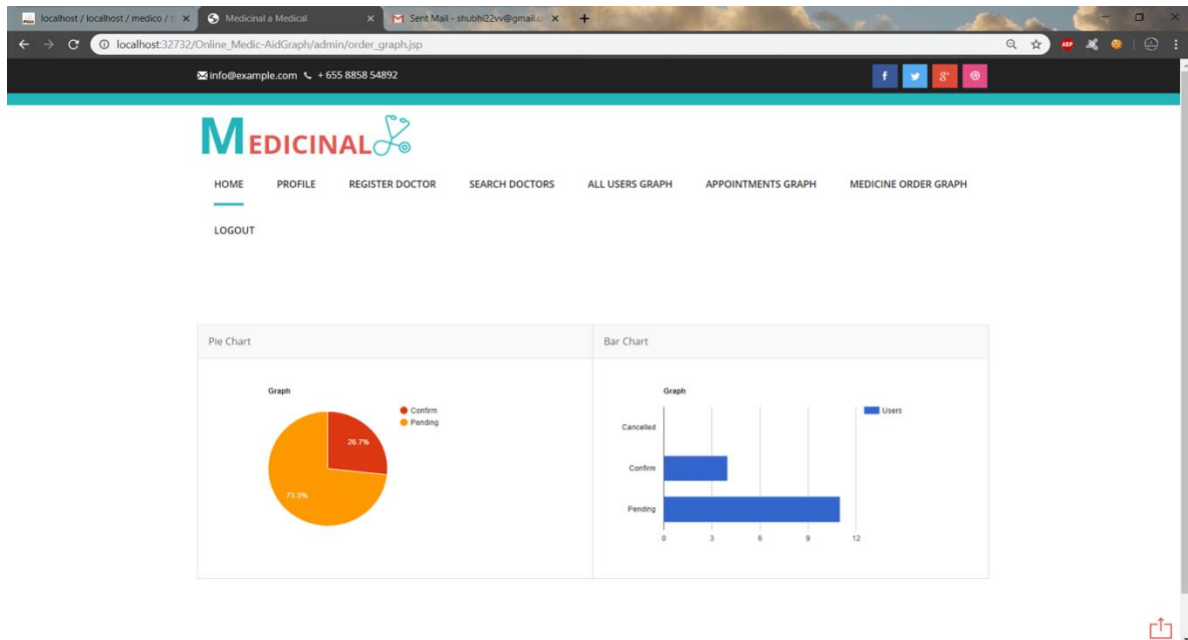 localhost / localhost / medico /
Medicinal a Medical
Sent Mail - shubhi22vv@gmail.c
localhost:32732/Online_Medic-AidGraph/admin/order_graph.jsp
ABP
info@example.com + 655 8858 54892
MEDICINAL
HOME PROFILE REGISTER DOCTOR SEARCH DOCTORS ALL USERS GRAPH APPOINTMENTS GRAPH MEDICINE ORDER GRAPH
LOGOUT
Pie Chart
Graph
Confirm
Pending
26.7%
73.3%
Bar Chart
Graph
Users
Cancelled
Confirm
Pending
0 3 6 9 12